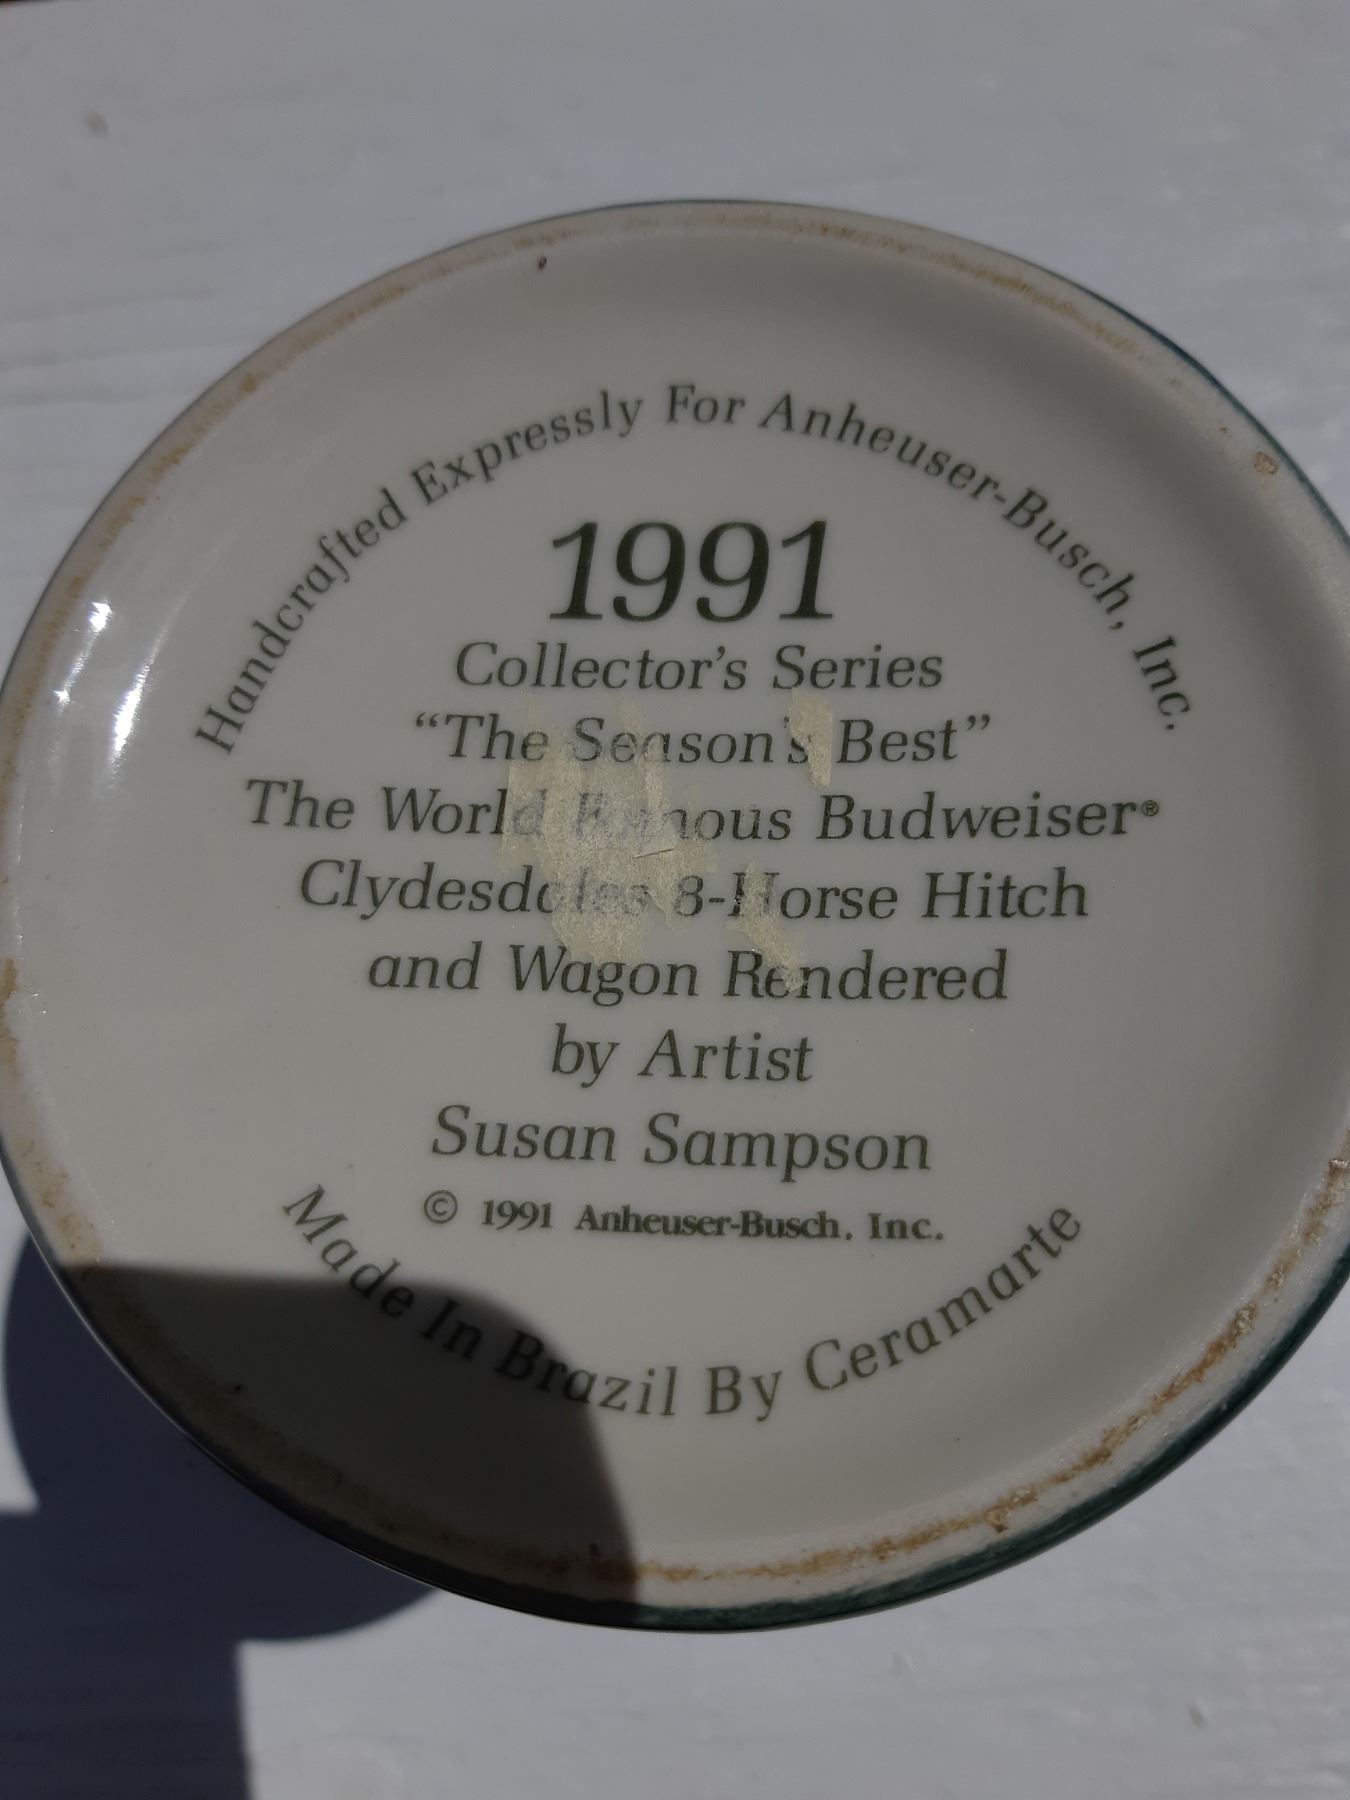 Handcrafted Expressly For Anheuser-Busch, Inc.
1991
Collector's Series
"The Season's Best"
The World Famous Budweiser®
Clydesdales 8-Horse Hitch
and Wagon Rendered
by Artist
Susan Sampson
© 1991 Anheuser-Busch, Inc.
Made In Brazil By Ceramarte